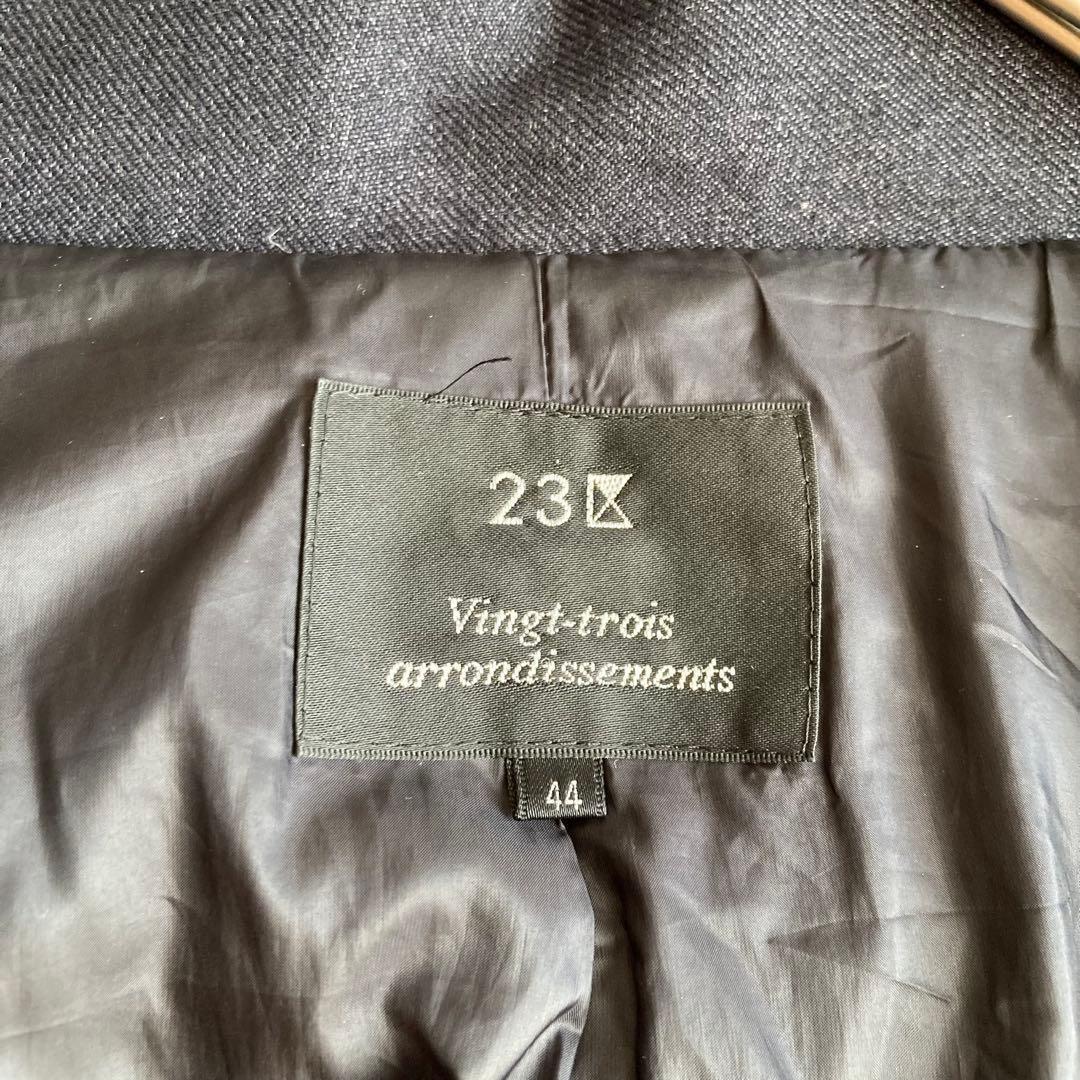 23区
Vingt-trois
arrondissements
44